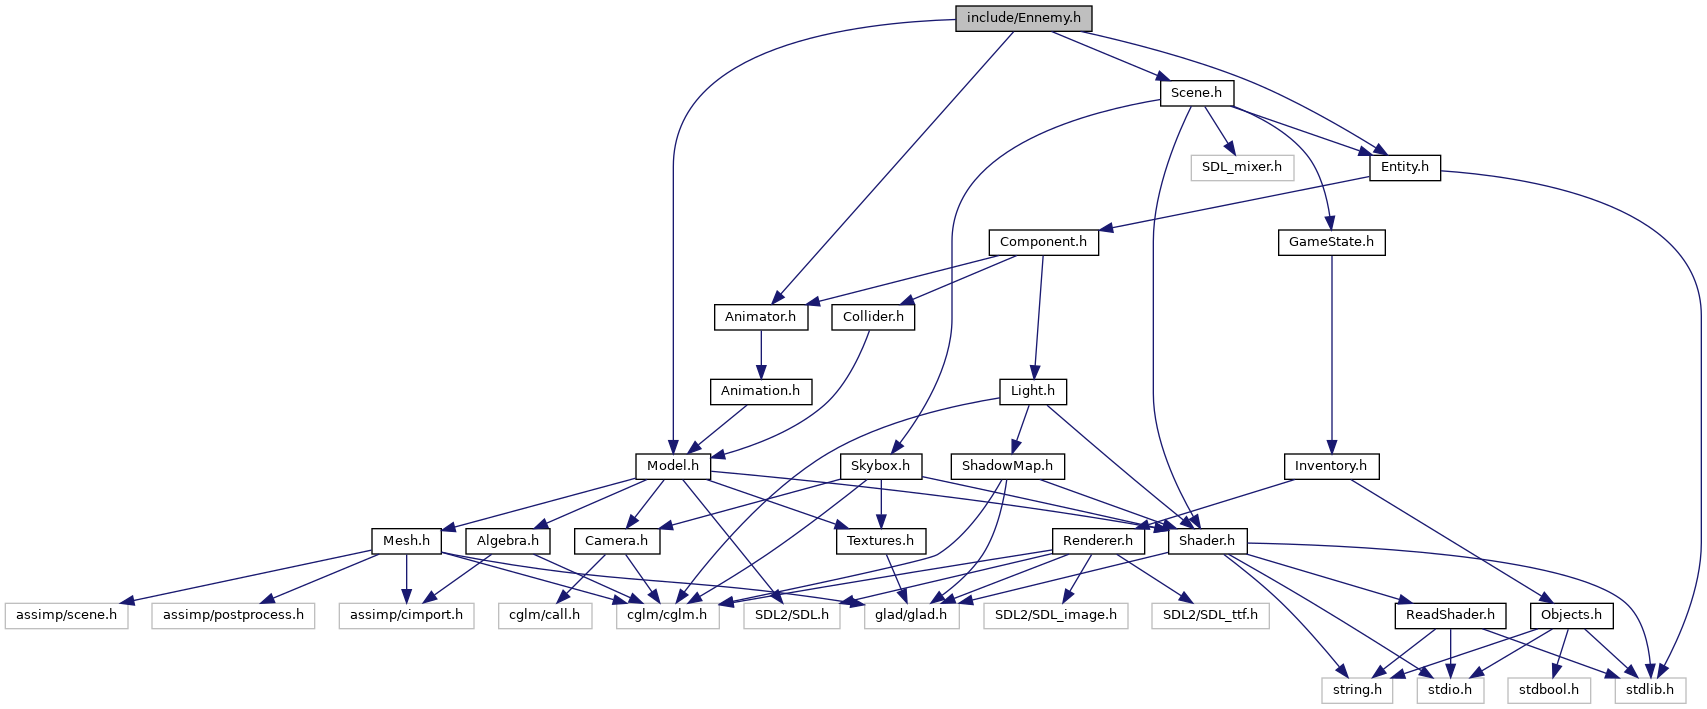 include/Ennemy.h
Scene.h
SDL_mixer.h
Entity.h
Component.h
GameState.h
Animator.h
Collider.h
Animation.h
Light.h
Model.h
Skybox.h
ShadowMap.h
Inventory.h
Mesh.h
Algebra.h
Camera.h
Textures.h
Renderer.h
Shader.h
assimp/scene.h
assimp/postprocess.h
assimp/cimport.h
cglm/call.h
cglm/cglm.h
SDL2/SDL.h
glad/glad.h
SDL2/SDL_image.h
SDL2/SDL_ttf.h
ReadShader.h
Objects.h
string.h
stdio.h
stdbool.h
stdlib.h